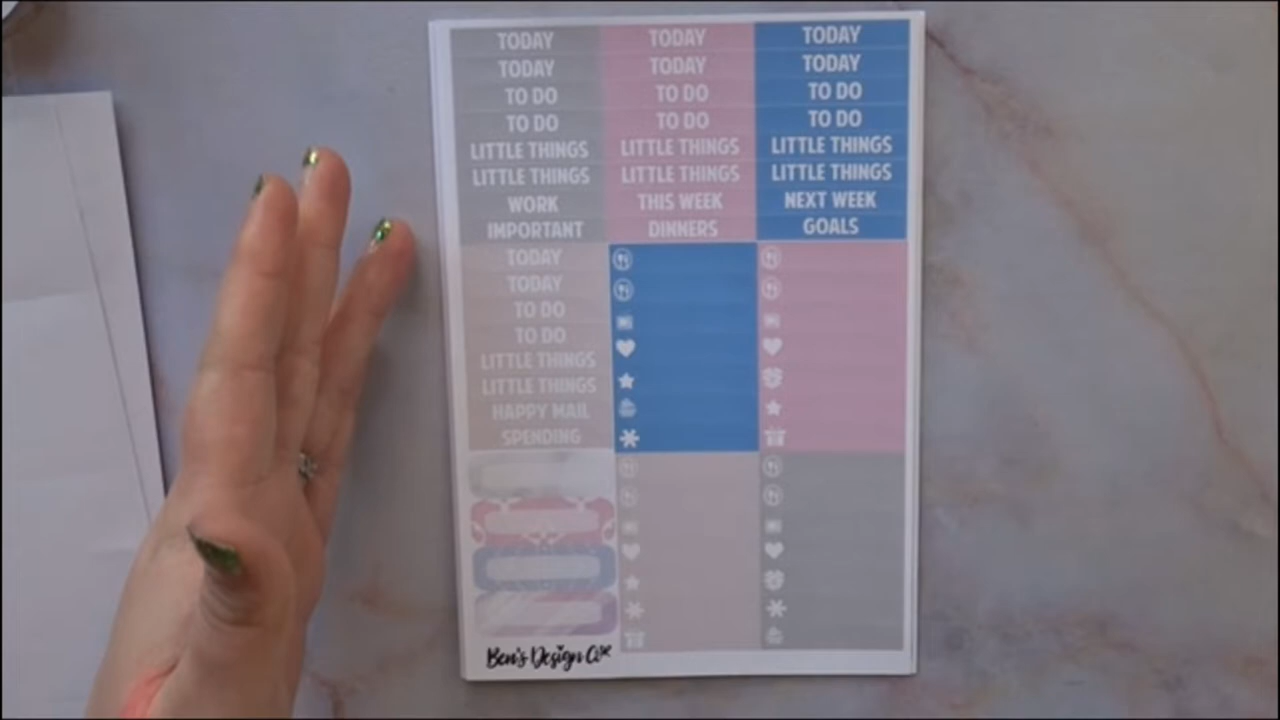 TODAY TODAY TODAY
TODAY TODAY TODAY
TO DO TO DO TO DO
TO DO TO DO TO DO
LITTLE THINGS LITTLE THINGS LITTLE THINGS
LITTLE THINGS LITTLE THINGS LITTLE THINGS
WORK THIS WEEK NEXT WEEK
IMPORTANT DINNERS GOALS
TODAY
TODAY
TO DO
TO DO
LITTLE THINGS
LITTLE THINGS
HAPPY MAIL
SPENDING
Ben's Design Co